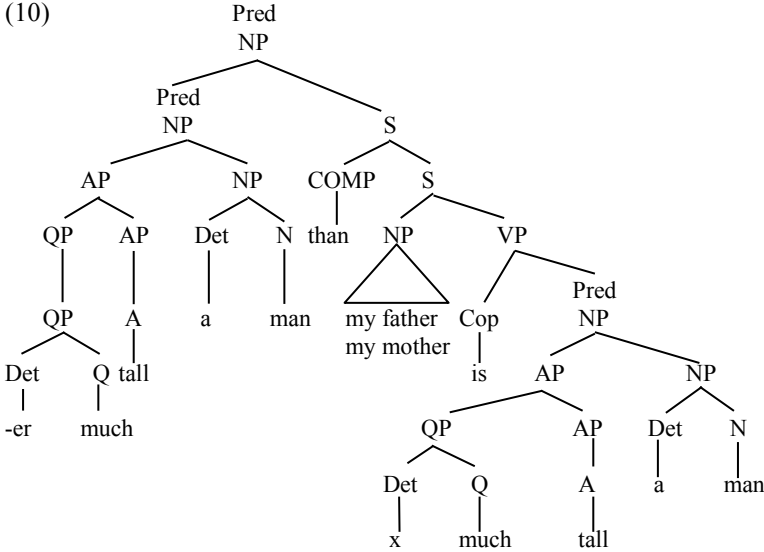 (10)
Pred
NP
Pred
NP S
AP NP COMP S
QP AP Det N than NP VP
Pred
QP A a man my father Cop NP
my mother
Det Q tall is AP NP
-er much QP AP Det N
Det Q A a man
x much tall